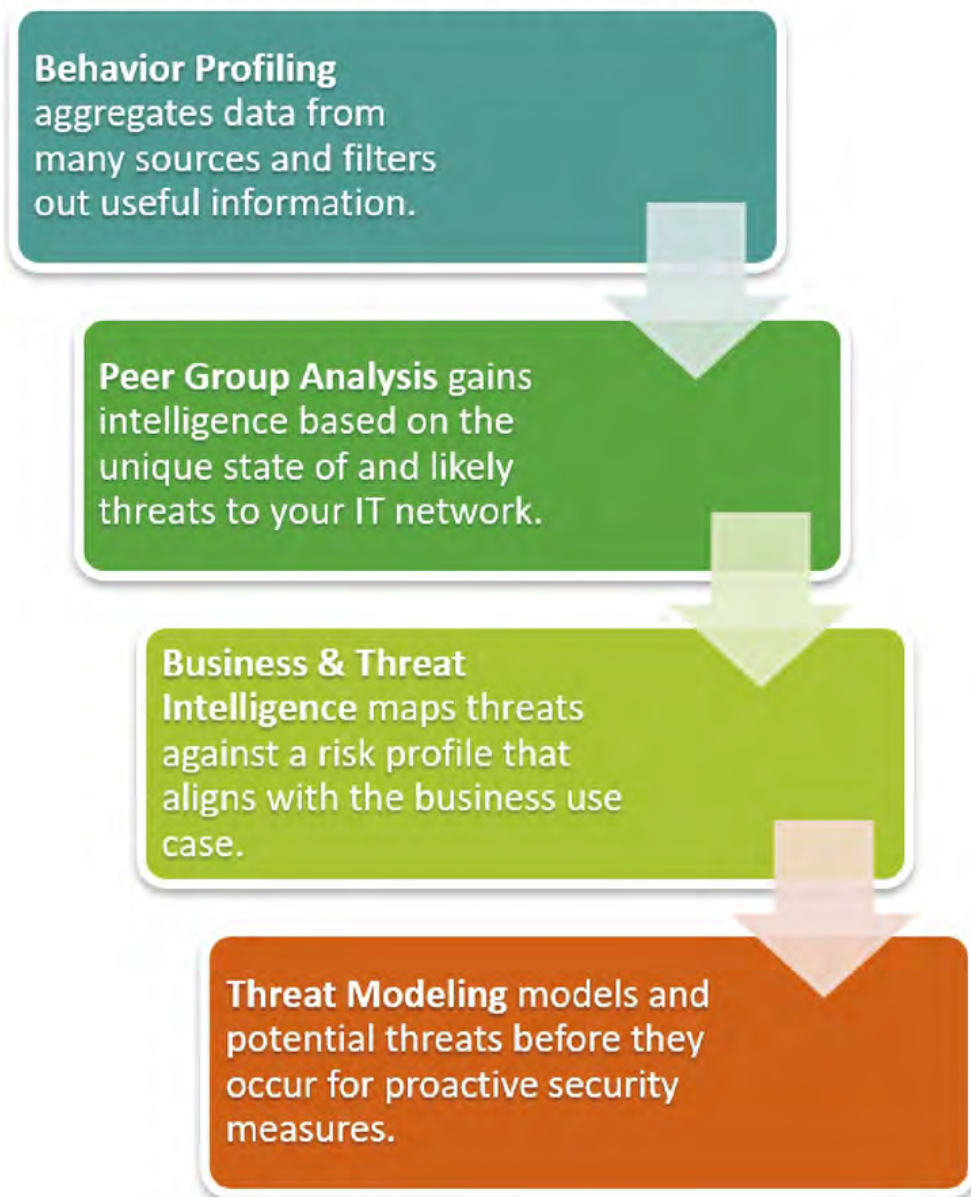 Behavior Profiling
aggregates data from
many sources and filters
out useful information.
Peer Group Analysis gains
intelligence based on the
unique state of and likely
threats to your IT network.
Business & Threat
Intelligence maps threats
against a risk profile that
aligns with the business use
case.
Threat Modeling models and
potential threats before they
occur for proactive security
measures.